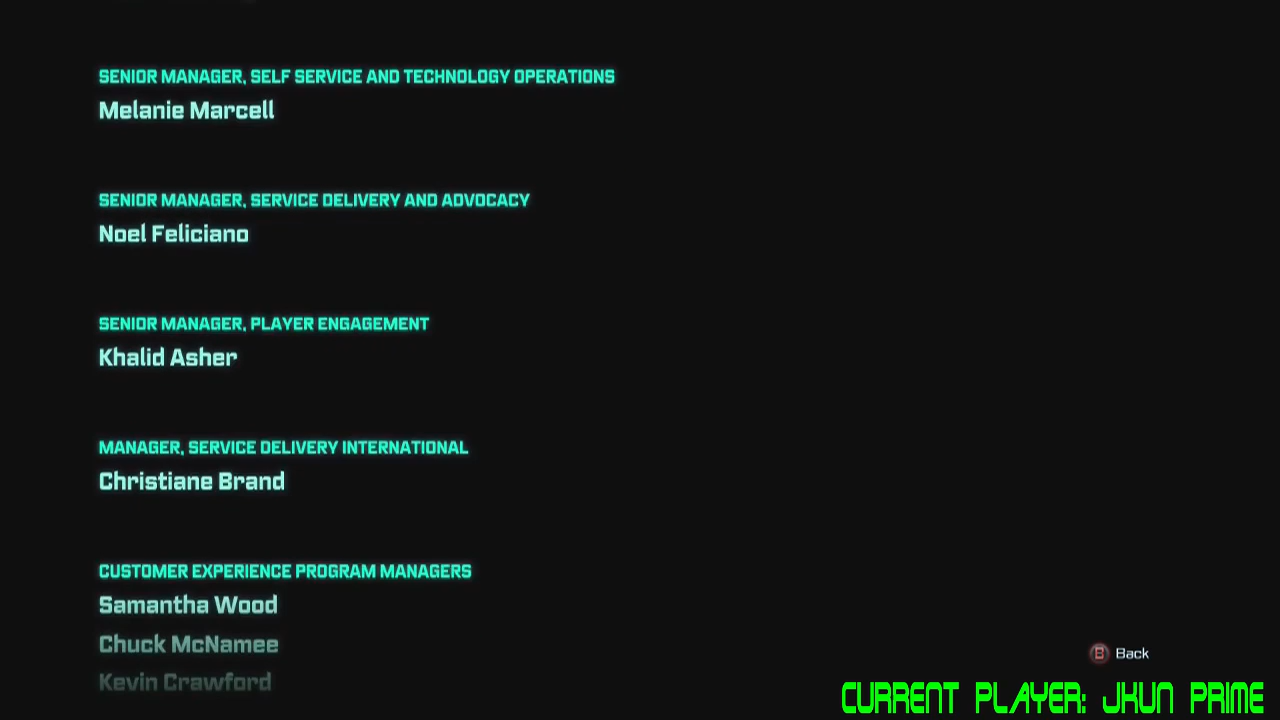 SENIOR MANAGER, SELF SERVICE AND TECHNOLOGY OPERATIONS
Melanie Marcell
SENIOR MANAGER, SERVICE DELIVERY AND ADVOCACY
Noel Feliciano
SENIOR MANAGER, PLAYER ENGAGEMENT
Khalid Asher
MANAGER, SERVICE DELIVERY INTERNATIONAL
Christiane Brand
CUSTOMER EXPERIENCE PROGRAM MANAGERS
Samantha Wood
Chuck McNamee
Kevin Crawford
B Back
CURRENT PLAYER: JKUN PRIME